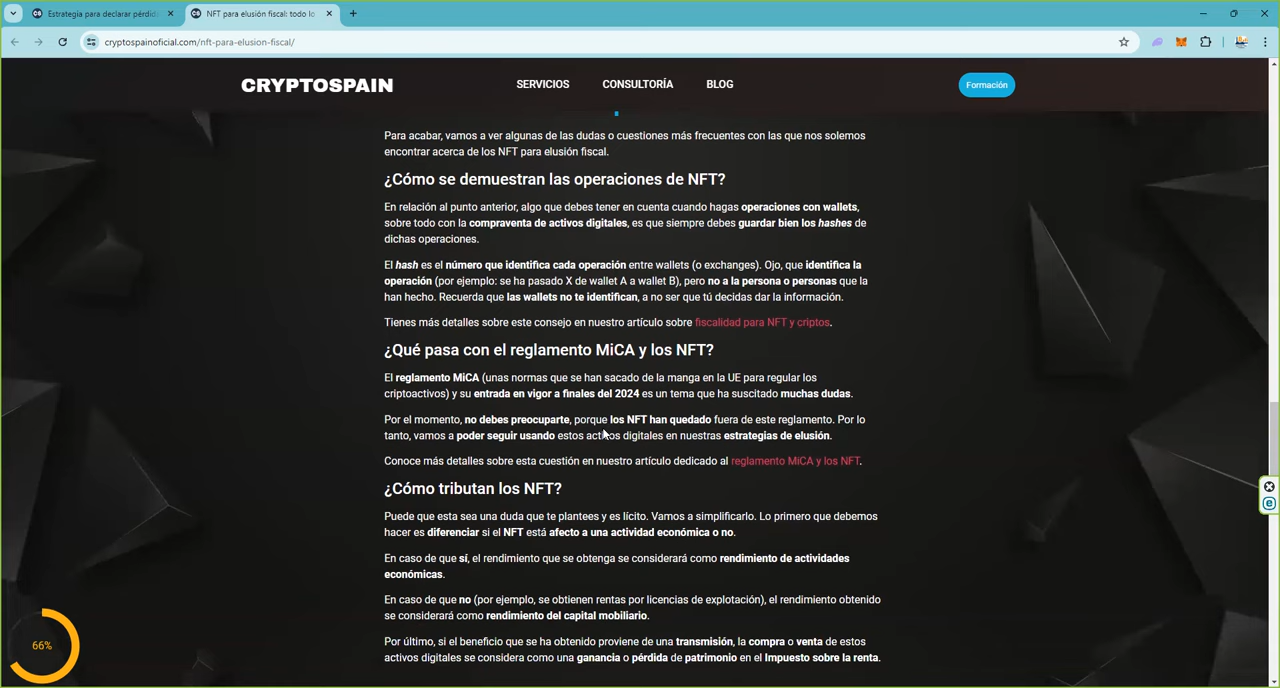 Estrategia para declarar pérdida
NFT para elusión fiscal: todo lo
cryptospainoficial.com/nft-para-elusion-fiscal/
CRYPTOSPAIN
SERVICIOS
CONSULTORÍA
BLOG
Formación
Para acabar, vamos a ver algunas de las dudas o cuestiones más frecuentes con las que nos solemos
encontrar acerca de los NFT para elusión fiscal.
¿Cómo se demuestran las operaciones de NFT?
En relación al punto anterior, algo que debes tener en cuenta cuando hagas operaciones con wallets,
sobre todo con la compraventa de activos digitales, es que siempre debes guardar bien los hashes de
dichas operaciones.
El hash es el número que identifica cada operación entre wallets (o exchanges). Ojo, que identifica la
operación (por ejemplo: se ha pasado X de wallet A a wallet B), pero no a la persona o personas que la
han hecho. Recuerda que las wallets no te identifican, a no ser que tú decidas dar la información.
Tienes más detalles sobre este consejo en nuestro artículo sobre fiscalidad para NFT y criptos.
¿Qué pasa con el reglamento MiCA y los NFT?
El reglamento MiCA (unas normas que se han sacado de la manga en la UE para regular los
criptoactivos) y su entrada en vigor a finales del 2024 es un tema que ha suscitado muchas dudas.
Por el momento, no debes preocuparte, porque los NFT han quedado fuera de este reglamento. Por lo
tanto, vamos a poder seguir usando estos activos digitales en nuestras estrategias de elusión.
Conoce más detalles sobre esta cuestión en nuestro artículo dedicado al reglamento MiCA y los NFT.
¿Cómo tributan los NFT?
Puede que esta sea una duda que te plantees y es lícito. Vamos a simplificarlo. Lo primero que debemos
hacer es diferenciar si el NFT está afecto a una actividad económica o no.
En caso de que sí, el rendimiento que se obtenga se considerará como rendimiento de actividades
económicas.
En caso de que no (por ejemplo, se obtienen rentas por licencias de explotación), el rendimiento obtenido
se considerará como rendimiento del capital mobiliario.
Por último, si el beneficio que se ha obtenido proviene de una transmisión, la compra o venta de estos
activos digitales se considera como una ganancia o pérdida de patrimonio en el Impuesto sobre la renta.
66%